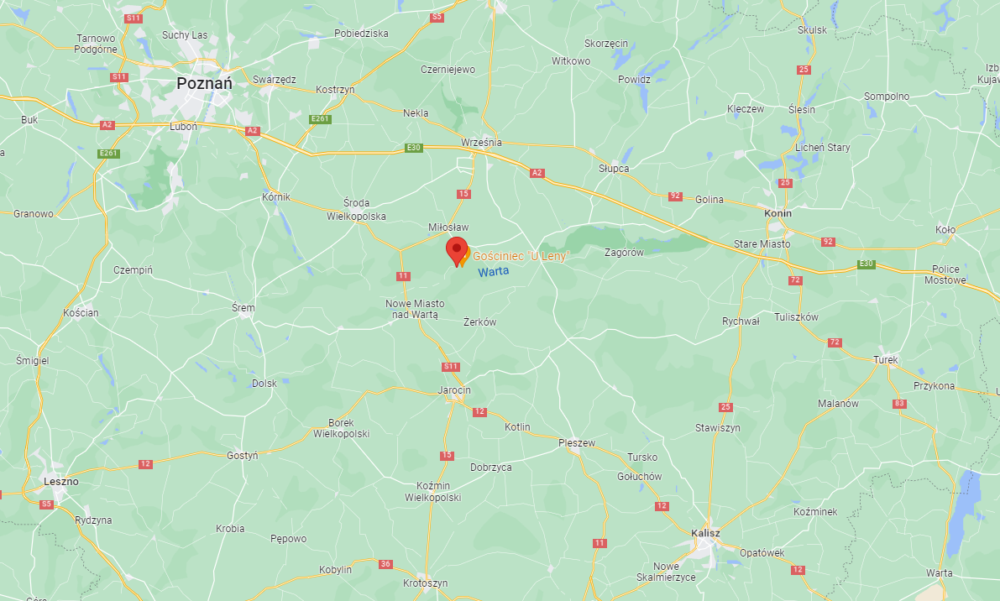 S11
S5
Skulsk
Tarnowo
Podgórne
Suchy Las
Pobiedziska
Skorzęcin
Witkowo
Czerniejewo
25
Izb
Kujaw
S11
Poznań
Swarzędz
Kostrzyn
Powidz
Sompolno
Nekla
Kleczew
Ślesin
Buk
A2
Luboń
A2
E261
Września
E261
E30
Licheń Stary
a
Słupca
A2
25
Kórnik
15
92
Golina
Środa
Wielkopolska
Granowo
Konin
Miłosław
Koło
Stare Miasto
92
Gościniec "U Leny"
Zagórów
Warta
Czempiń
E30
Police
Mostowe
11
72
Nowe Miasto
nad Wartą
Śrem
Kościan
Żerków
Rychwał
Tuliszków
72
Śmigiel
Turek
S11
Dolsk
Jarocin
Przykona
U
12
25
Malanów
83
Borek
Wielkopolski
Kotlin
Stawiszyn
Pleszew
Gostyń
15
12
Dobrzyca
Tursko
Gołuchów
Leszno
Koźmin
Wielkopolski
S5
12
Koźminek
Rydzyna
Krobia
Pępowo
11
Kalisz
Opatówek
36
Kobylin
Nowe
Skalmierzyce
12
Warta
Krotoszyn
Góra